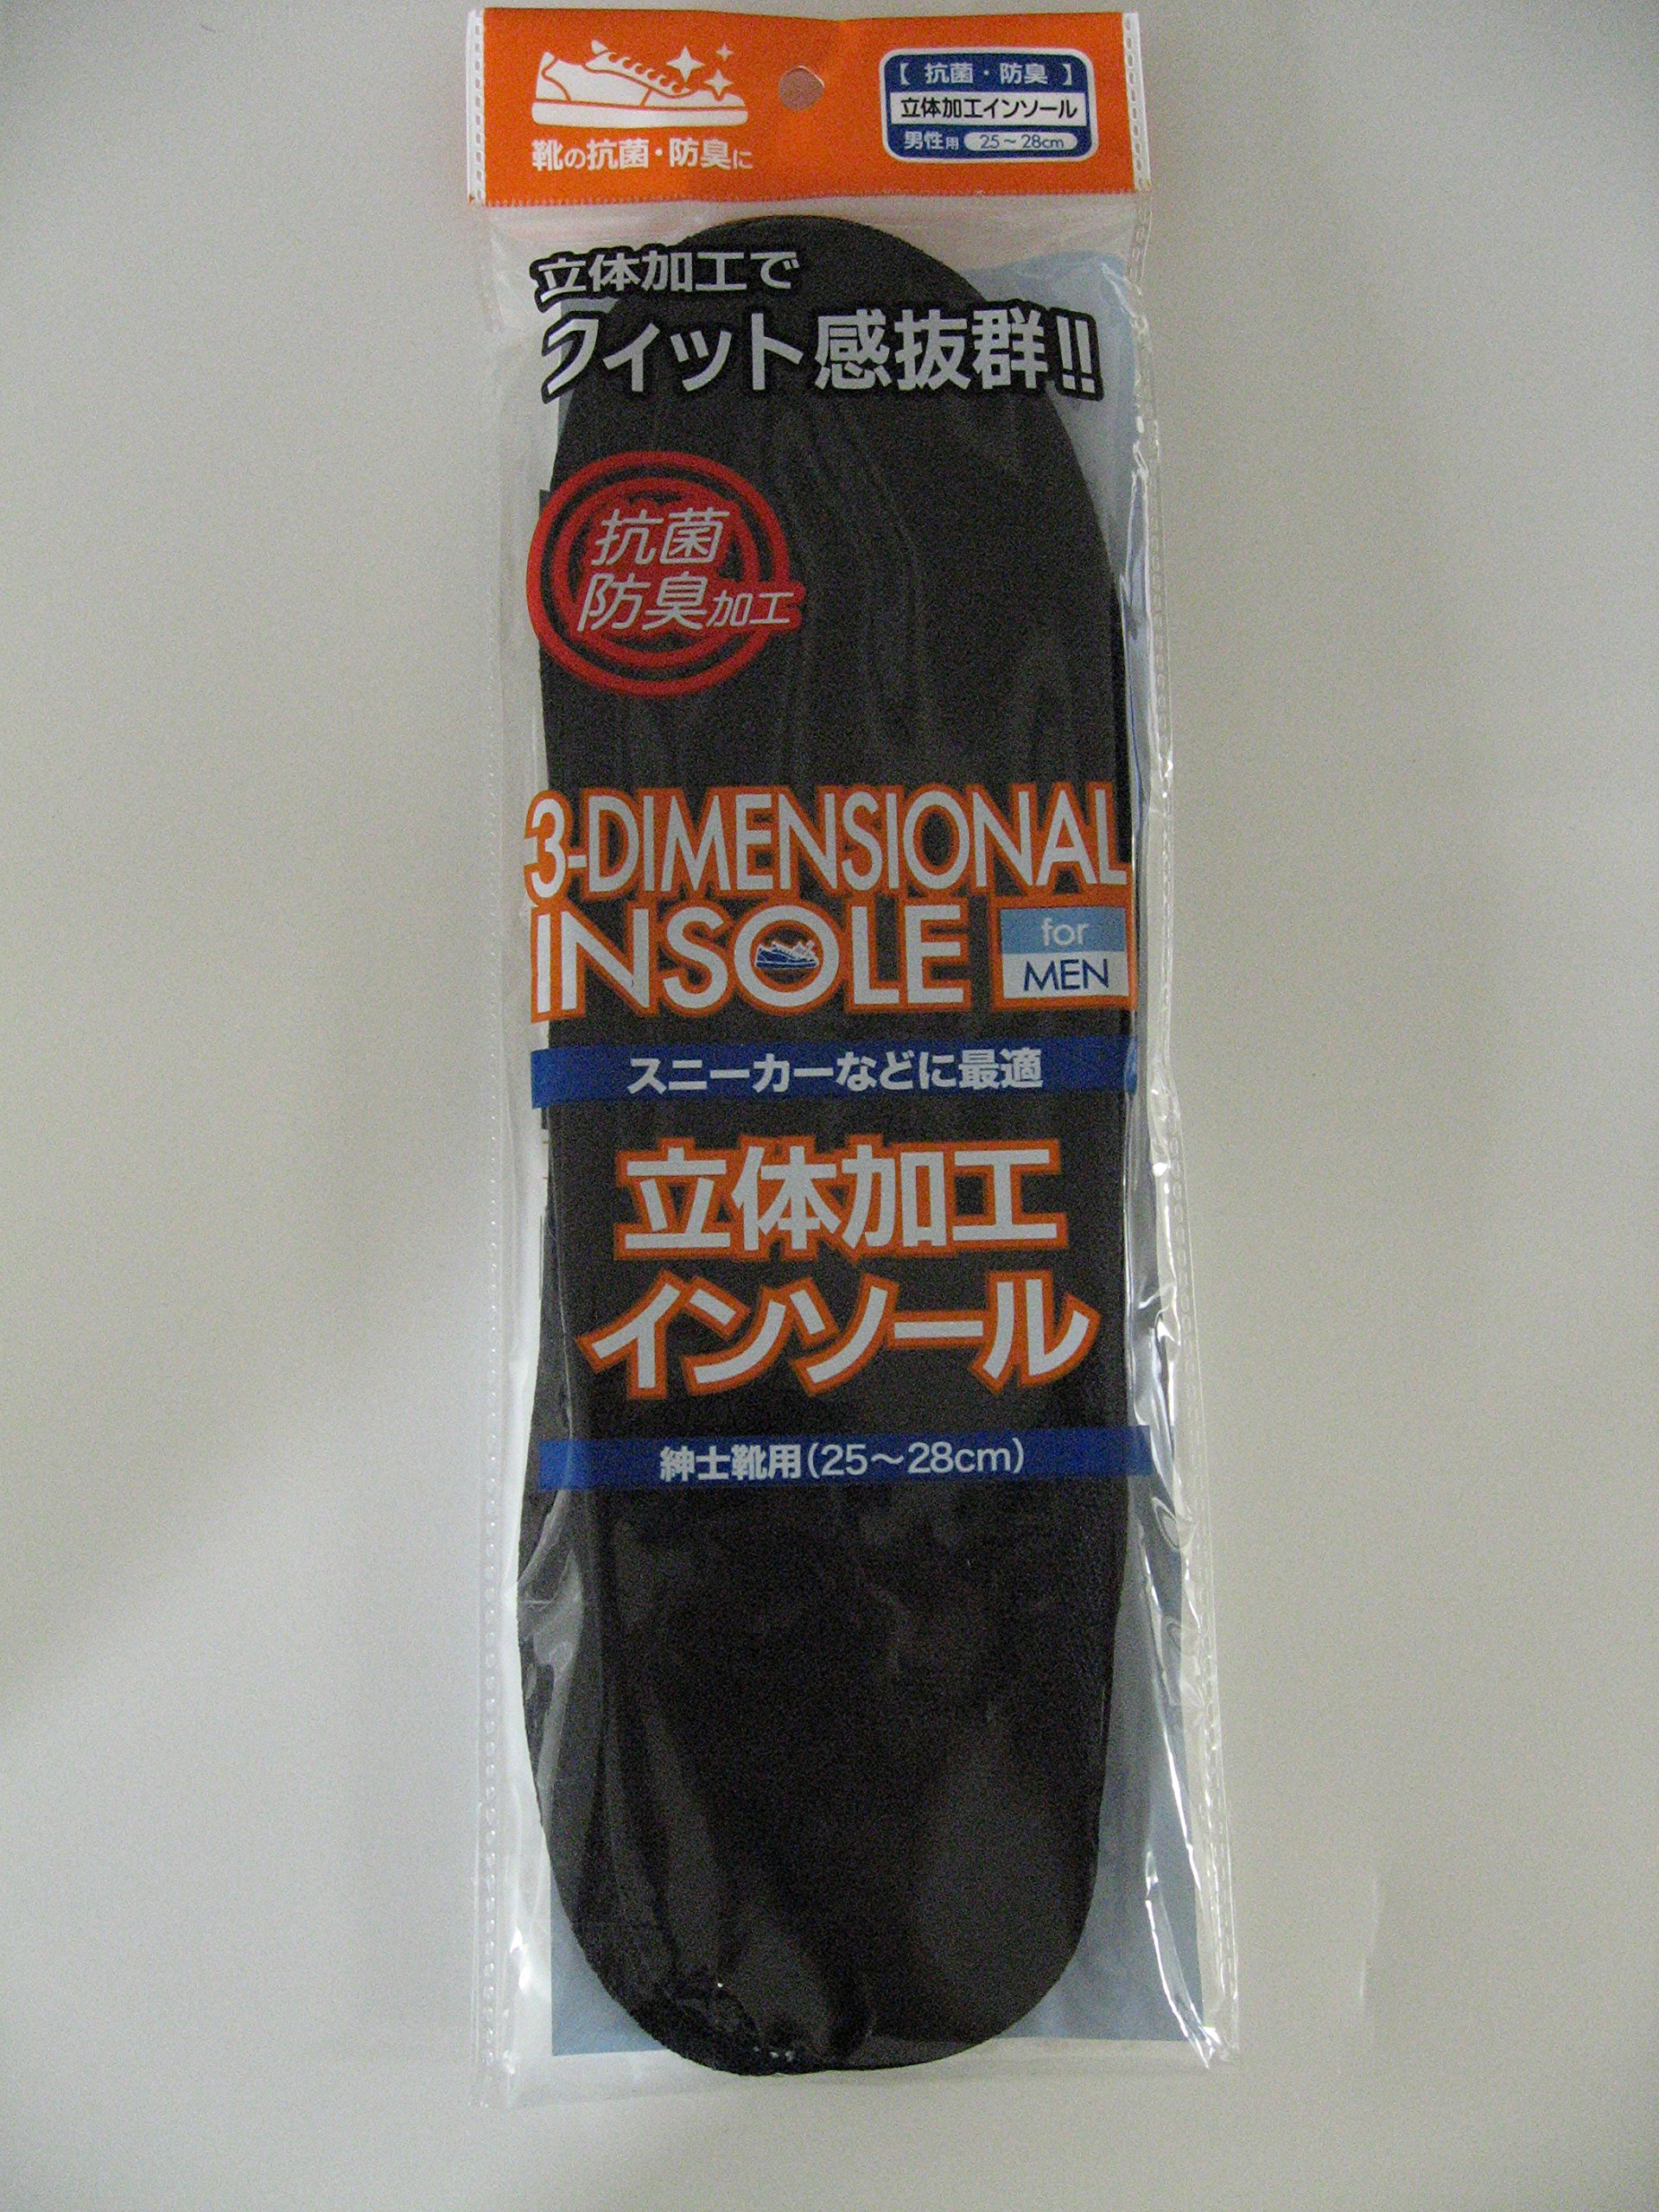 靴の抗菌・防臭に
【 抗菌・防臭 】
立体加工インソール
男性用 25～28cm
立体加工で
フィット感抜群!!
抗菌
防臭加工
3-DIMENSIONAL
INSOLE for MEN
スニーカーなどに最適
立体加工
インソール
紳士靴用(25～28cm)